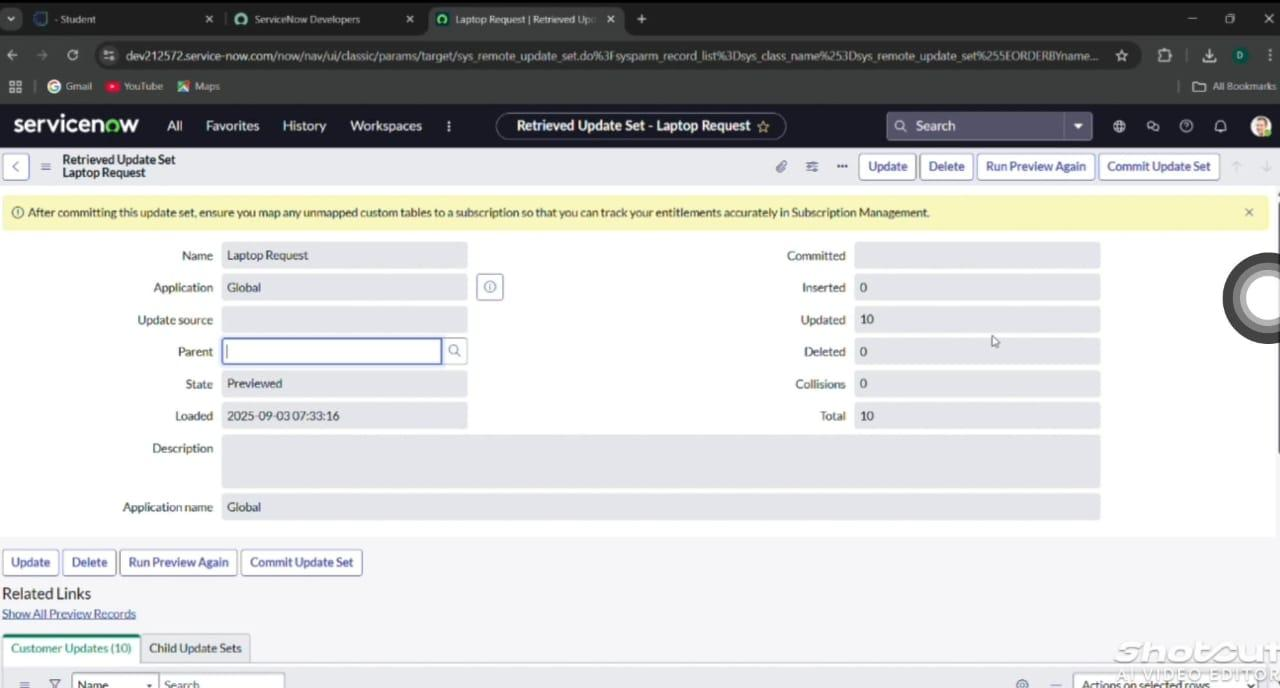 - Student
ServiceNow Developers
Laptop Request | Retrieved Upd
dev212572.service-now.com/now/nav/ui/classic/params/target/sys_remote_update_set.do%3Fsysparm_record_list%3Dsys_class_name%253Dsys_remote_update_set%255EORDERBYname...
D
Gmail
YouTube
Maps
All Bookmarks
servicenow
All
Favorites
History
Workspaces
Retrieved Update Set - Laptop Request
Search
Retrieved Update Set
Laptop Request
Update
Delete
Run Preview Again
Commit Update Set
After committing this update set, ensure you map any unmapped custom tables to a subscription so that you can track your entitlements accurately in Subscription Management.
Name Laptop Request
Committed
Application Global
Inserted 0
Update source
Updated 10
Parent
Deleted 0
State Previewed
Collisions 0
Loaded 2025-09-03 07:33:16
Total 10
Description
Application name Global
Update
Delete
Run Preview Again
Commit Update Set
Related Links
Show All Preview Records
Customer Updates (10)
Child Update Sets
Name
Search
Actions on selected rows...
ShotCut
AI VIDEO EDITOR